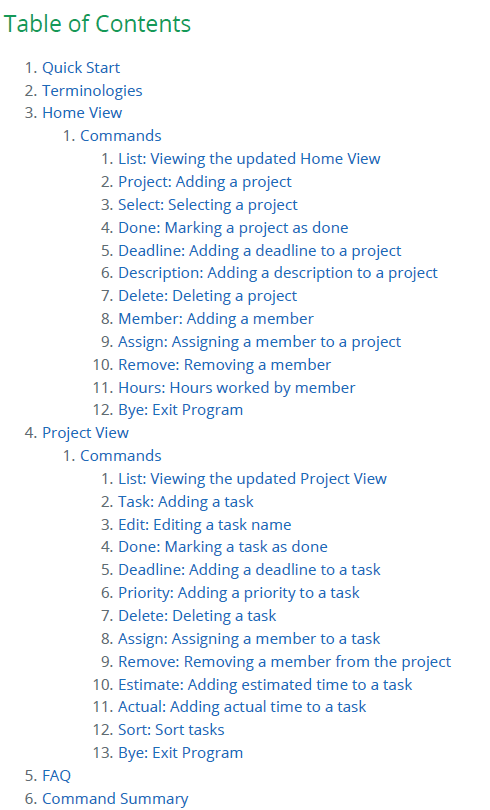 Table of Contents
1. Quick Start
2. Terminologies
3. Home View
1. Commands
1. List: Viewing the updated Home View
2. Project: Adding a project
3. Select: Selecting a project
4. Done: Marking a project as done
5. Deadline: Adding a deadline to a project
6. Description: Adding a description to a project
7. Delete: Deleting a project
8. Member: Adding a member
9. Assign: Assigning a member to a project
10. Remove: Removing a member
11. Hours: Hours worked by member
12. Bye: Exit Program
4. Project View
1. Commands
1. List: Viewing the updated Project View
2. Task: Adding a task
3. Edit: Editing a task name
4. Done: Marking a task as done
5. Deadline: Adding a deadline to a task
6. Priority: Adding a priority to a task
7. Delete: Deleting a task
8. Assign: Assigning a member to a task
9. Remove: Removing a member from the project
10. Estimate: Adding estimated time to a task
11. Actual: Adding actual time to a task
12. Sort: Sort tasks
13. Bye: Exit Program
5. FAQ
6. Command Summary